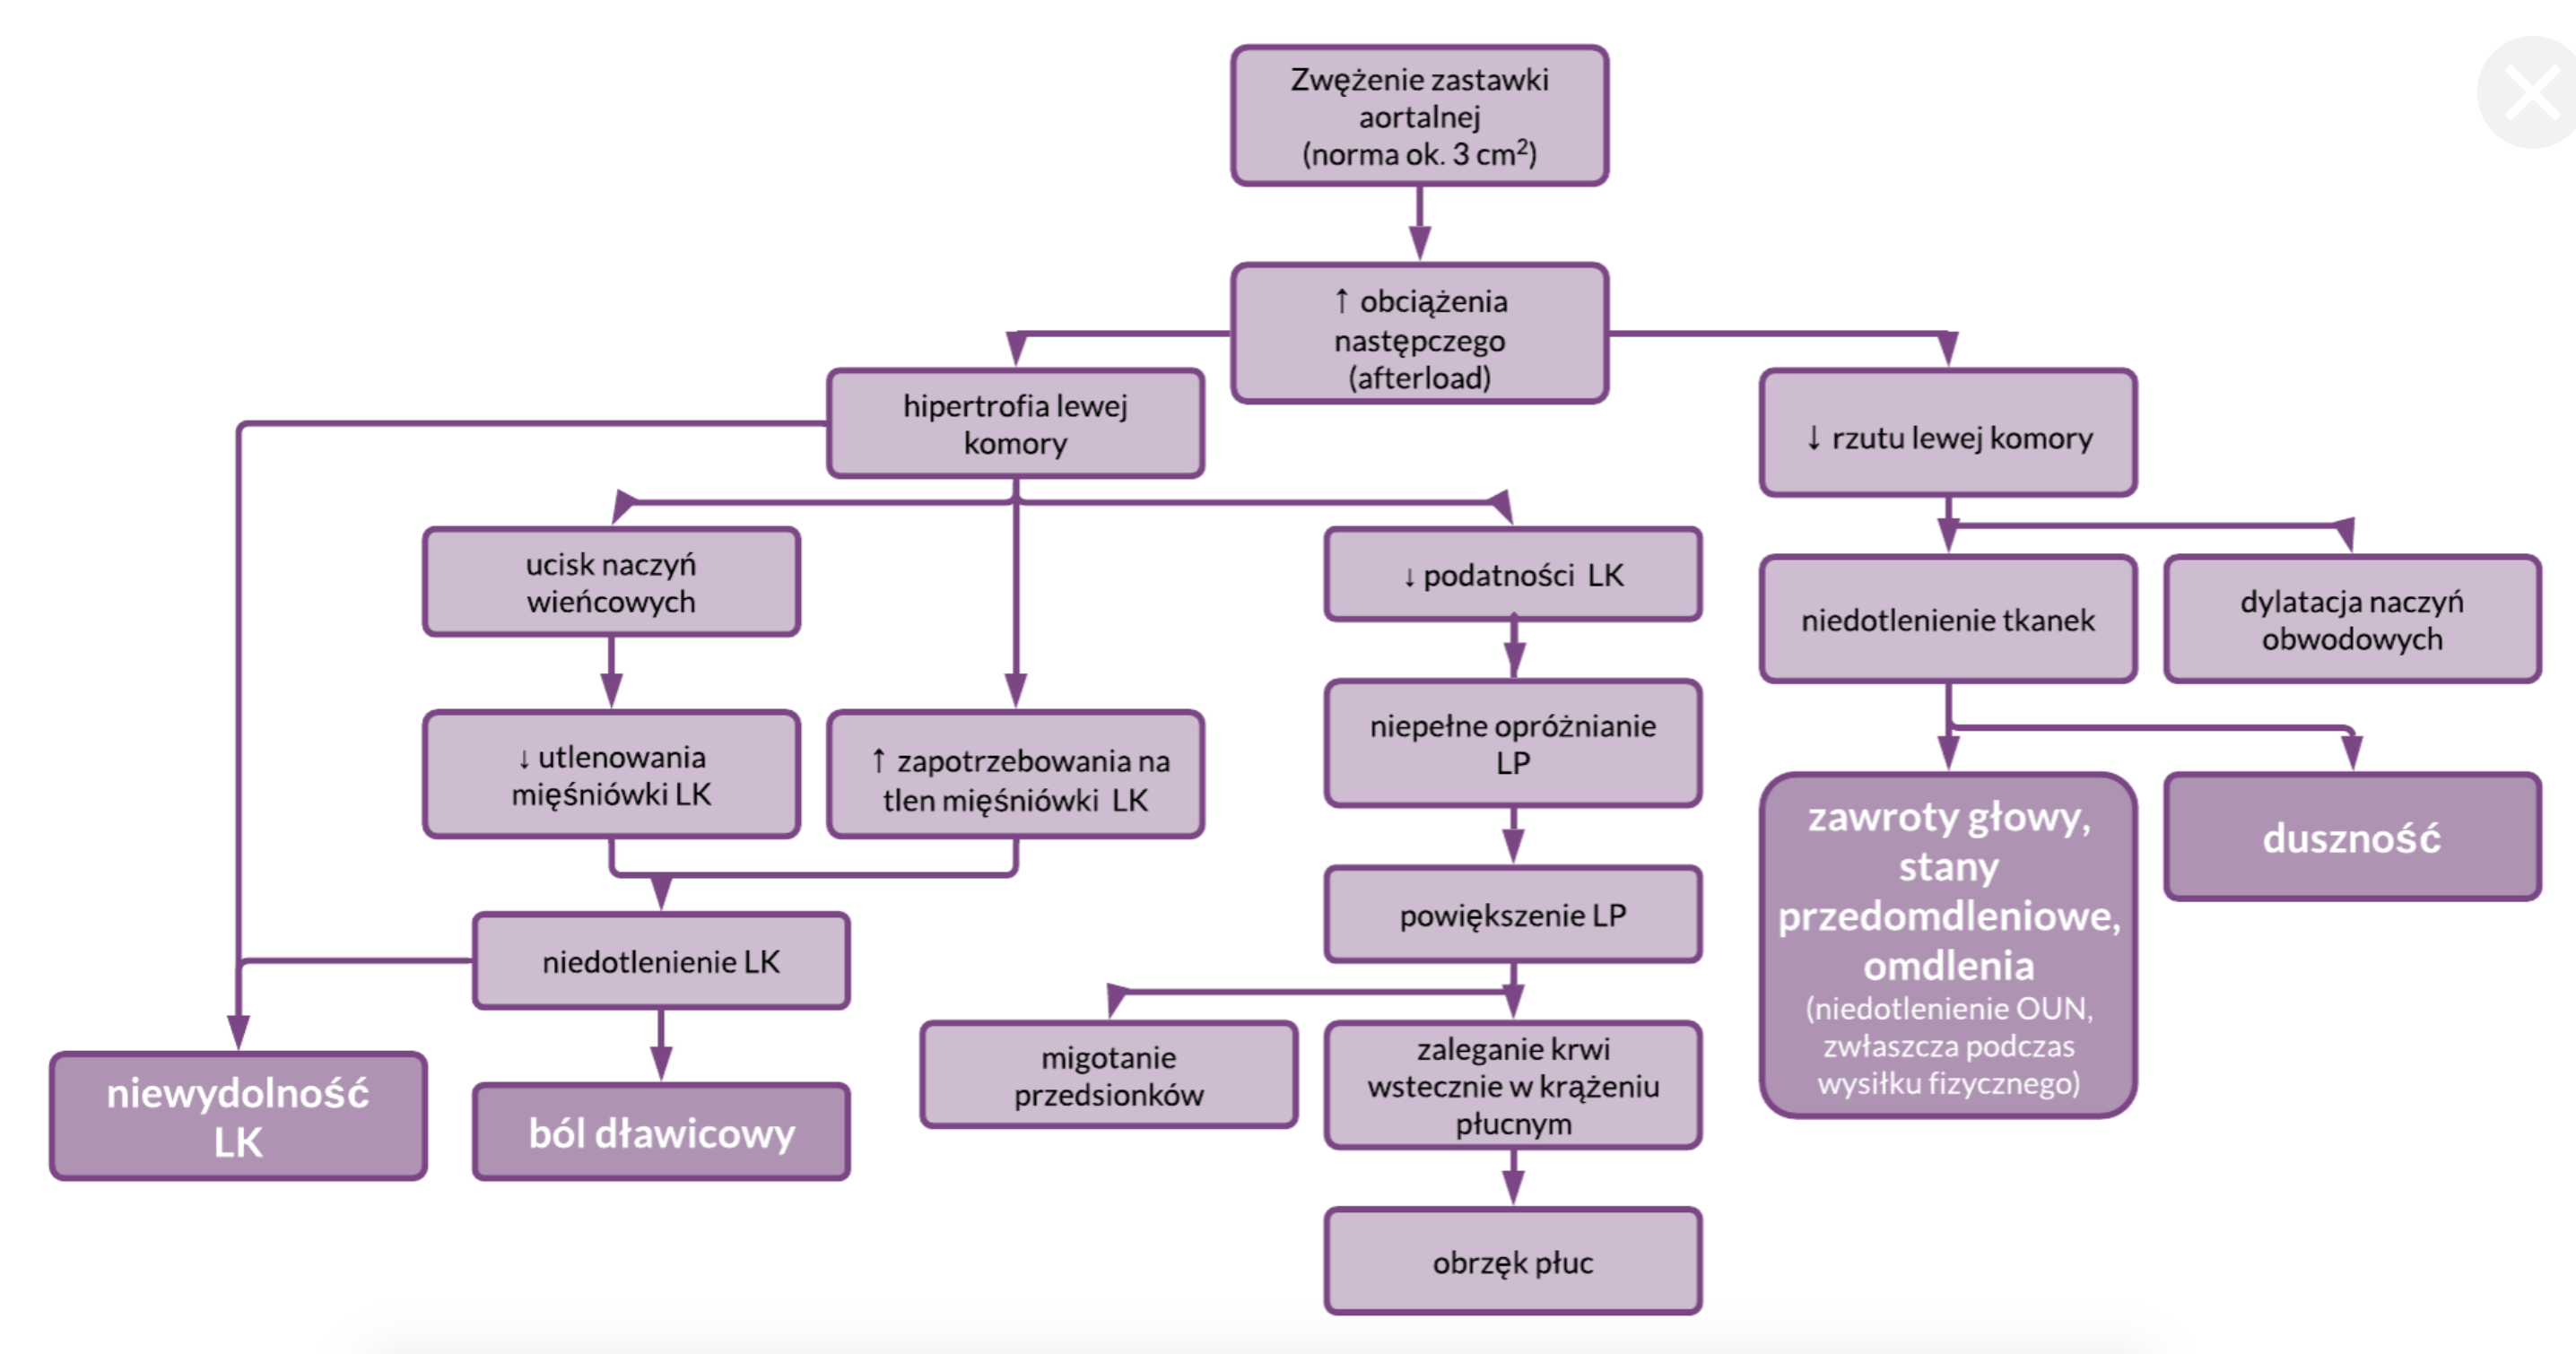 Zwężenie zastawki
aortalnej
(norma ok. 3 cm²)
↑ obciążenia
następczego
(afterload)
hipertrofia lewej
komory
↓ rzutu lewej komory
ucisk naczyń
wieńcowych
↓ podatności LK
niedotlenienie tkanek
dylatacja naczyń
obwodowych
↓ utlenowania
mięśniówki LK
↑ zapotrzebowania na
tlen mięśniówki LK
niepełne opróżnianie
LP
zawroty głowy,
stany
przedomdleniowe,
omdlenia
(niedotlenienie OUN,
zwłaszcza podczas
wysiłku fizycznego)
duszność
powiększenie LP
niedotlenienie LK
migotanie
przedsionków
zaleganie krwi
wstecznie w krążeniu
płucnym
niewydolność
LK
ból dławicowy
obrzęk płuc